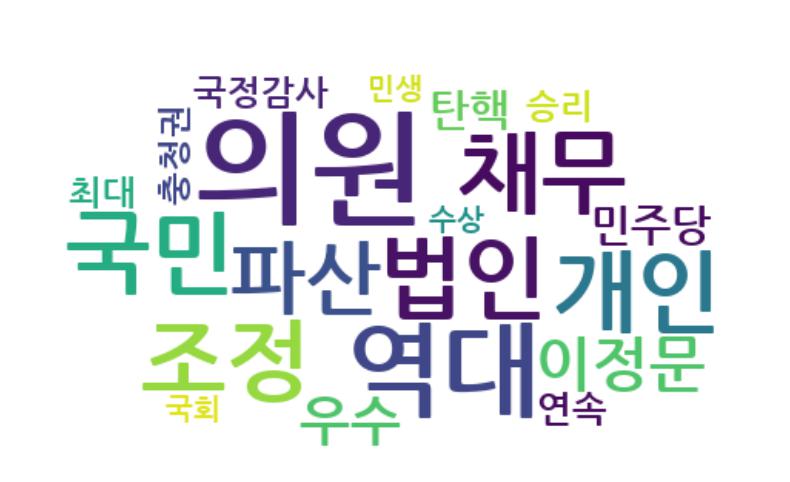 국정감사
민생
탄핵
승리
충청권
의원
채무
최대
수상
민주당
국민
파산
법인
개인
조정
역대
이정문
국회
우수
연속